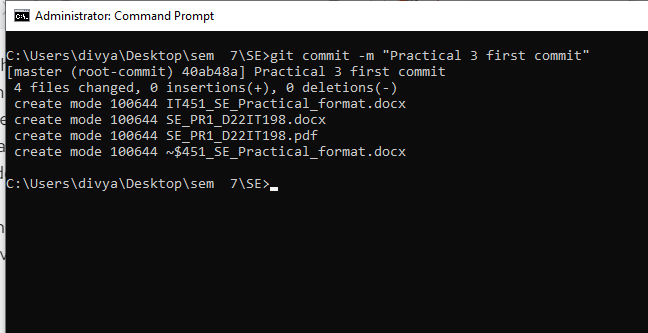 Administrator: Command Prompt
C:\Users\divya\Desktop\sem  7\SE>git commit -m "Practical 3 first commit"
[master (root-commit) 40ab48a] Practical 3 first commit
 4 files changed, 0 insertions(+), 0 deletions(-)
 create mode 100644 IT451_SE_Practical_format.docx
 create mode 100644 SE_PR1_D22IT198.docx
 create mode 100644 SE_PR1_D22IT198.pdf
 create mode 100644 ~$451_SE_Practical_format.docx
C:\Users\divya\Desktop\sem  7\SE>